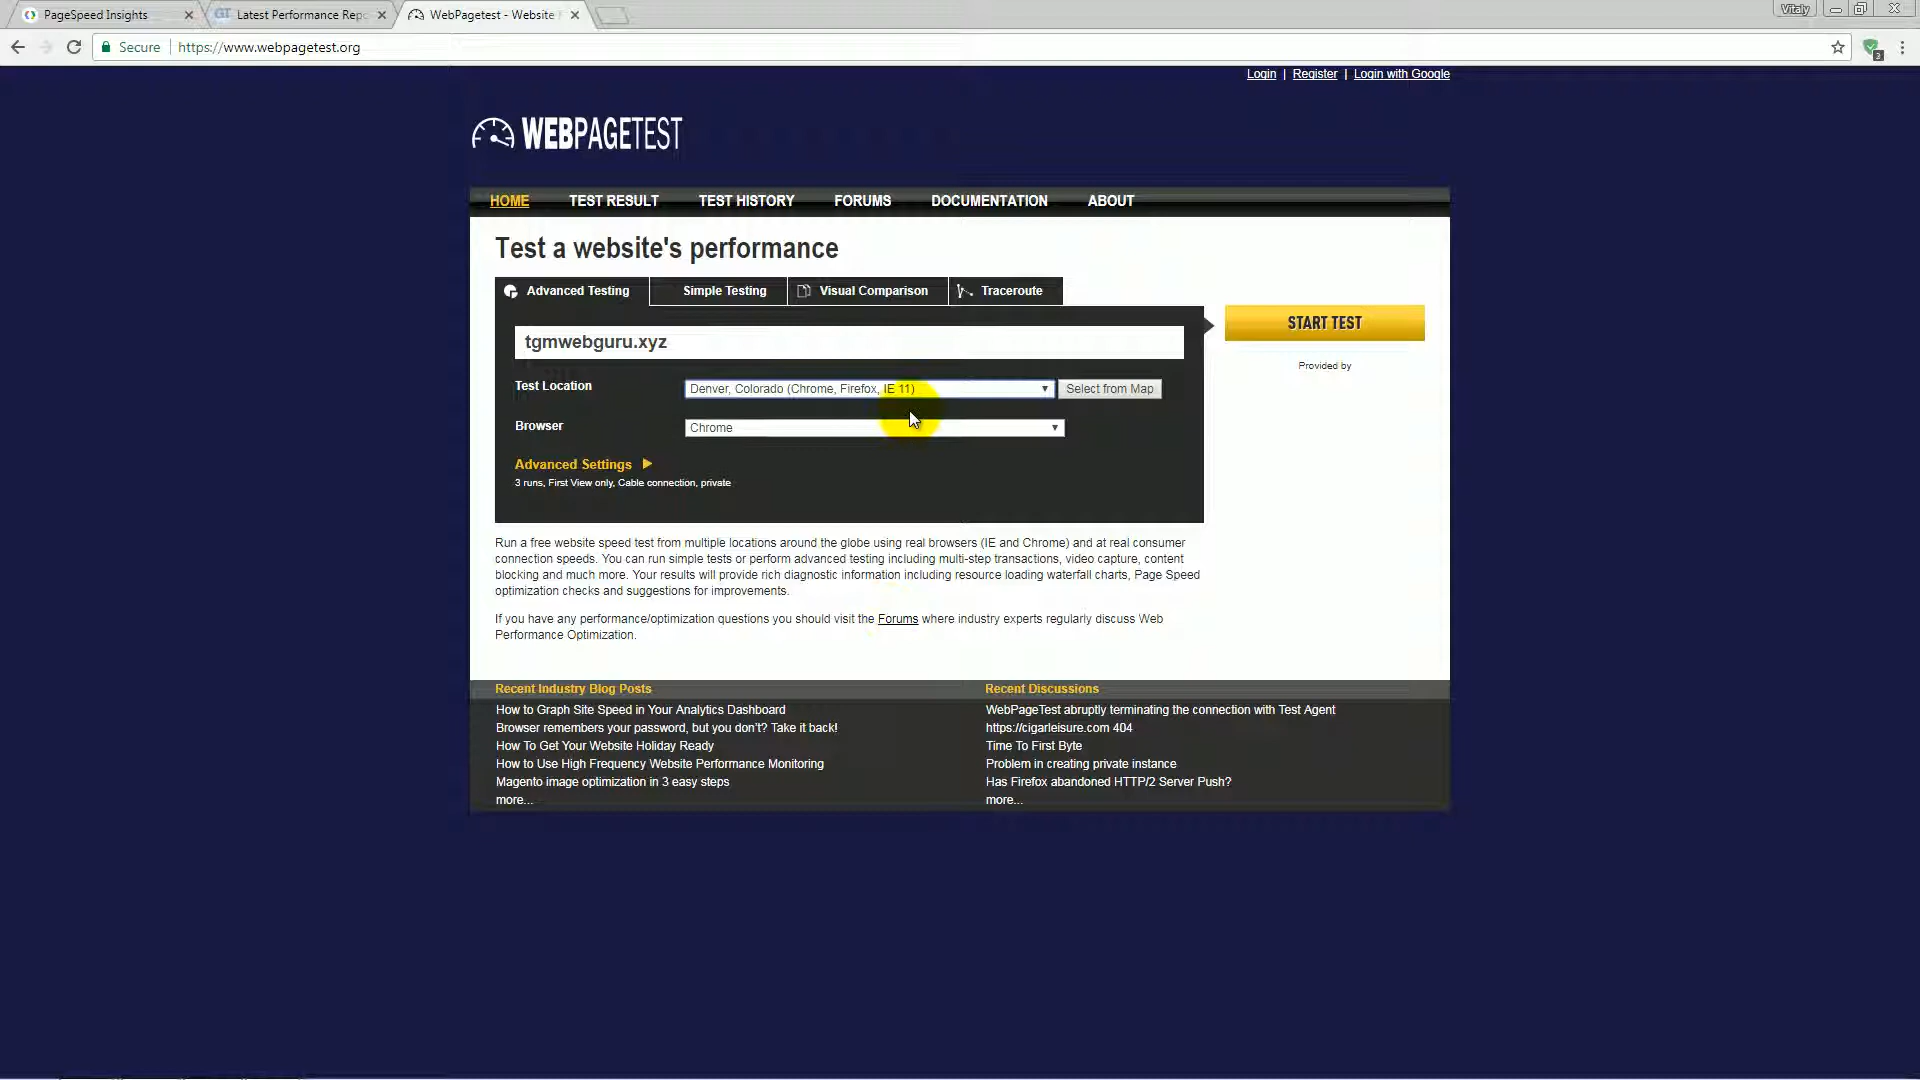 PageSpeed Insights
GT Latest Performance Repo
WebPagetest - Website
Vitaly
Secure
https://www.webpagetest.org
3
Login | Register | Login with Google
WEBPAGETEST
HOME
TEST RESULT
TEST HISTORY
FORUMS
DOCUMENTATION
ABOUT
Test a website's performance
Advanced Testing
Simple Testing
Visual Comparison
Traceroute
START TEST
tgmwebguru.xyz
Provided by
Test Location
Denver, Colorado (Chrome, Firefox, IE 11)
Select from Map
Browser
Chrome
Advanced Settings
3 runs, First View only, Cable connection, private
Run a free website speed test from multiple locations around the globe using real browsers (IE and Chrome) and at real consumer
connection speeds. You can run simple tests or perform advanced testing including multi-step transactions, video capture, content
blocking and much more. Your results will provide rich diagnostic information including resource loading waterfall charts, Page Speed
optimization checks and suggestions for improvements.
If you have any performance/optimization questions you should visit the Forums where industry experts regularly discuss Web
Performance Optimization.
Recent Industry Blog Posts
How to Graph Site Speed in Your Analytics Dashboard
Browser remembers your password, but you don't? Take it back!
How To Get Your Website Holiday Ready
How to Use High Frequency Website Performance Monitoring
Magento image optimization in 3 easy steps
more...
Recent Discussions
WebPageTest abruptly terminating the connection with Test Agent
https://cigarleisure.com 404
Time To First Byte
Problem in creating private instance
Has Firefox abandoned HTTP/2 Server Push?
more...